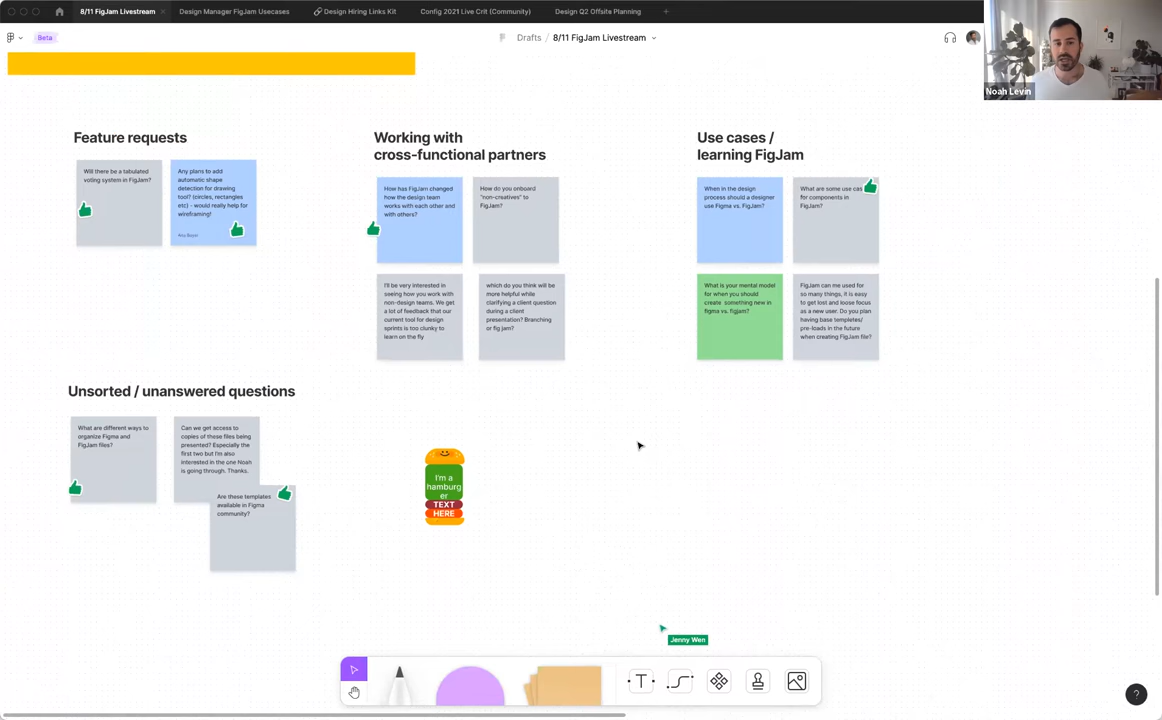 8/11 FigJam Livestream
Design Manager FigJam Usecases
Design Hiring Links Kit
Config 2021 Live Crit (Community)
Design Q2 Offsite Planning
Beta
Drafts / 8/11 FigJam Livestream
Noah Levin
Feature requests
Will there be a tabulated
voting system in FigJam?
Any plans to add
automatic shape
detection for drawing
tool? (circles, rectangles
etc) - would really help for
wireframing!
Working with
cross-functional partners
How has FigJam changed
how the design team
works with each other and
with others?
How do you onboard
"non-creatives" to
FigJam?
I'll be very interested in
seeing how you work with
non-design teams. We get
a lot of feedback that our
current tool for design
sprints is too clunky to
learn on the fly
which do you think will be
more helpful while
clarifying a client question
during a client
presentation? Branching
or fig jam?
Use cases /
learning FigJam
When in the design
process should a designer
use Figma vs. FigJam?
What are some use
for components in
FigJam?
What is your mental model
for when you should
create something new in
figma vs. figjam?
FigJam can me used for
so many things, it is easy
to get lost and loose focus
as a new user. Do you plan
having base templates/
pre-loads in the future
when creating FigJam file?
Unsorted / unanswered questions
What are different ways to
organize Figma and
FigJam files?
Can we get access to
copies of these files being
presented? Especially the
first two but I'm also
interested in the one Noah
is going through. Thanks.
Are these templates
available in Figma
community?
I'm a
hamburg
er
TEXT
HERE
Jenny Wen
T
?